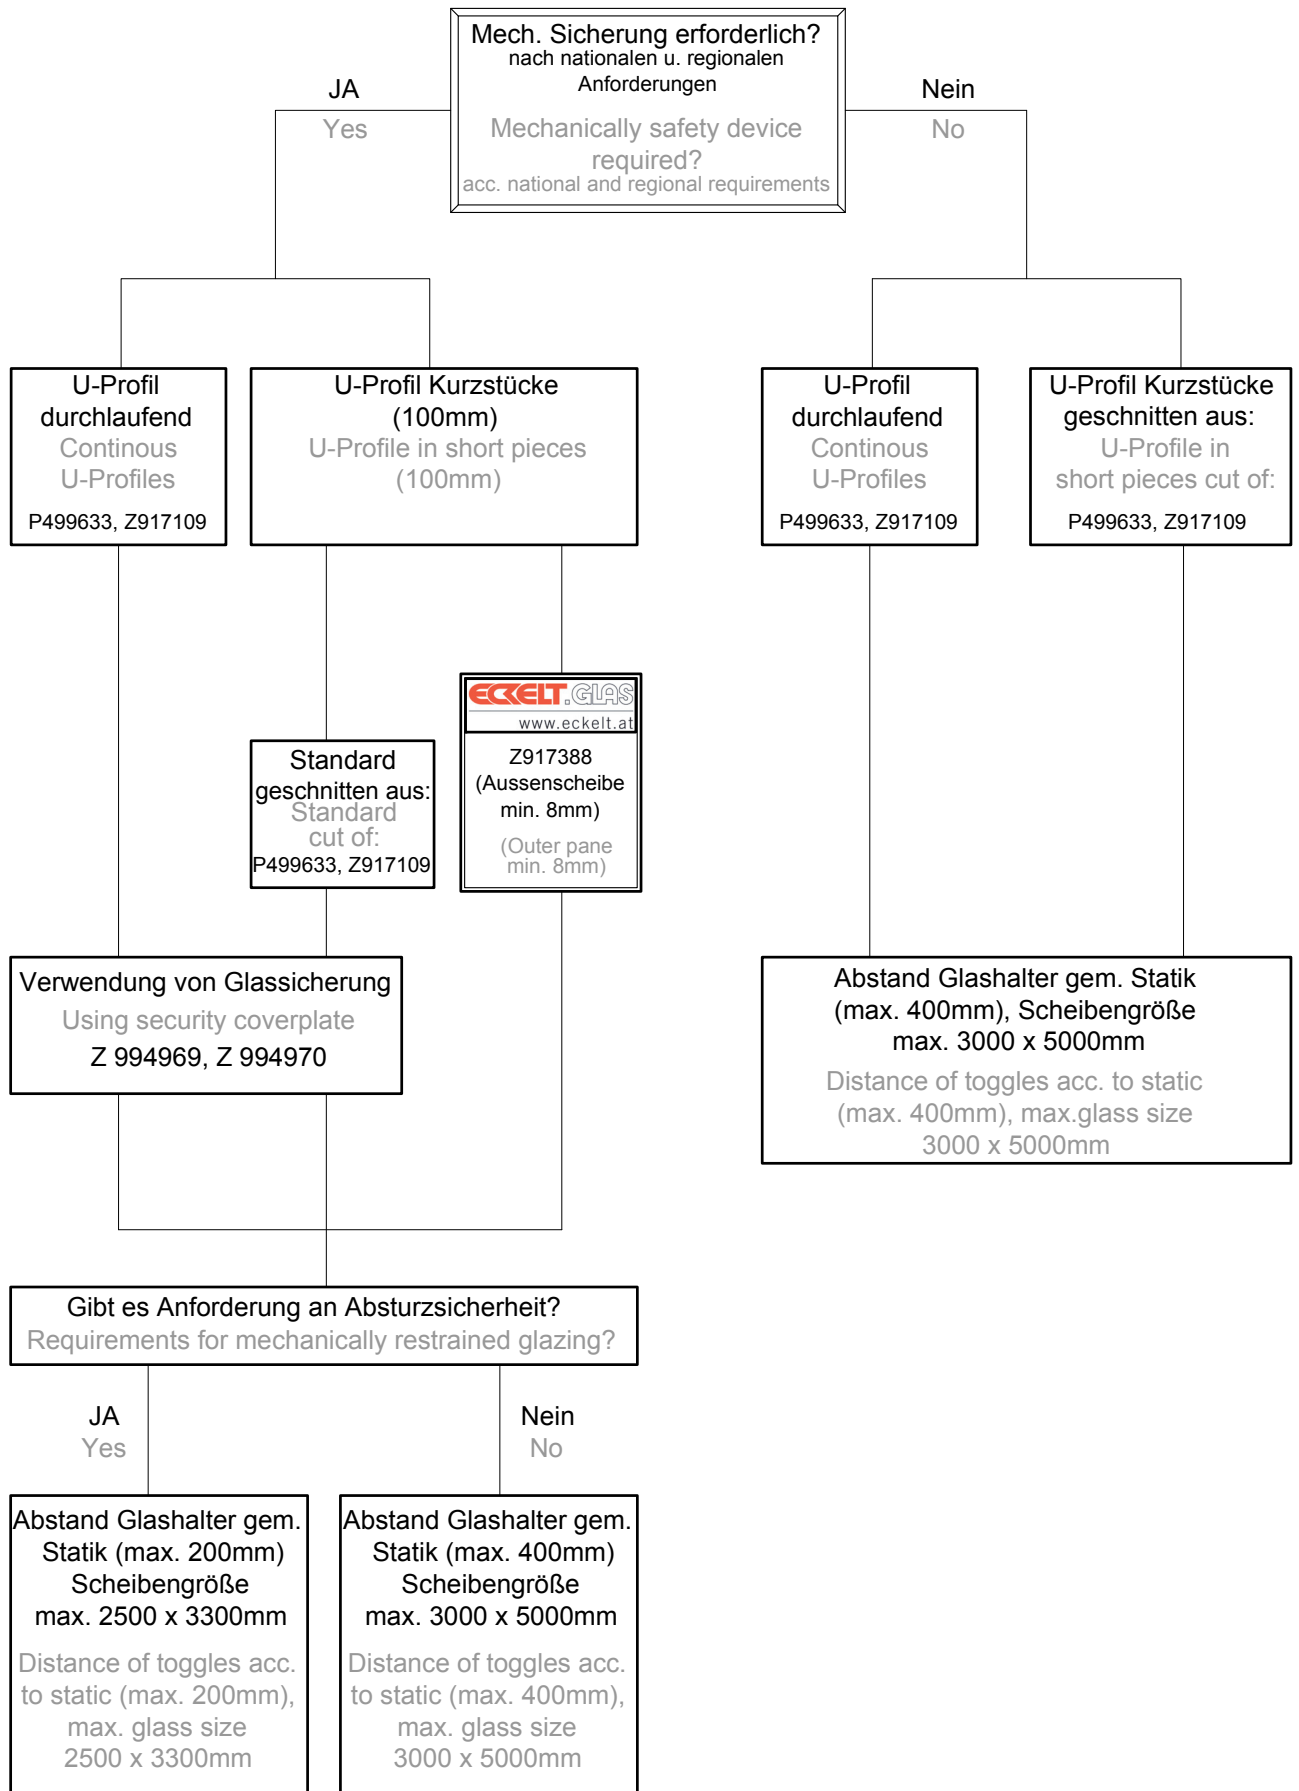 Mech. Sicherung erforderlich?
nach nationalen u. regionalen
Anforderungen
Mechanically safety device
required?
acc. national and regional requirements
JA
Yes
Nein
No
U-Profil
durchlaufend
Continous
U-Profiles
P499633, Z917109
U-Profil Kurzstücke
(100mm)
U-Profile in short pieces
(100mm)
U-Profil
durchlaufend
Continous
U-Profiles
P499633, Z917109
U-Profil Kurzstücke
geschnitten aus:
U-Profile in
short pieces cut of:
P499633, Z917109
Standard
geschnitten aus:
Standard
cut of:
P499633, Z917109
ECKELT.GLAS
www.eckelt.at
Z917388
(Aussenscheibe
min. 8mm)
(Outer pane
min. 8mm)
Verwendung von Glassicherung
Using security coverplate
Z 994969, Z 994970
Abstand Glashalter gem. Statik
(max. 400mm), Scheibengröße
max. 3000 x 5000mm
Distance of toggles acc. to static
(max. 400mm), max.glass size
3000 x 5000mm
Gibt es Anforderung an Absturzsicherheit?
Requirements for mechanically restrained glazing?
JA
Yes
Nein
No
Abstand Glashalter gem.
Statik (max. 200mm)
Scheibengröße
max. 2500 x 3300mm
Distance of toggles acc.
to static (max. 200mm),
max. glass size
2500 x 3300mm
Abstand Glashalter gem.
Statik (max. 400mm)
Scheibengröße
max. 3000 x 5000mm
Distance of toggles acc.
to static (max. 400mm),
max. glass size
3000 x 5000mm